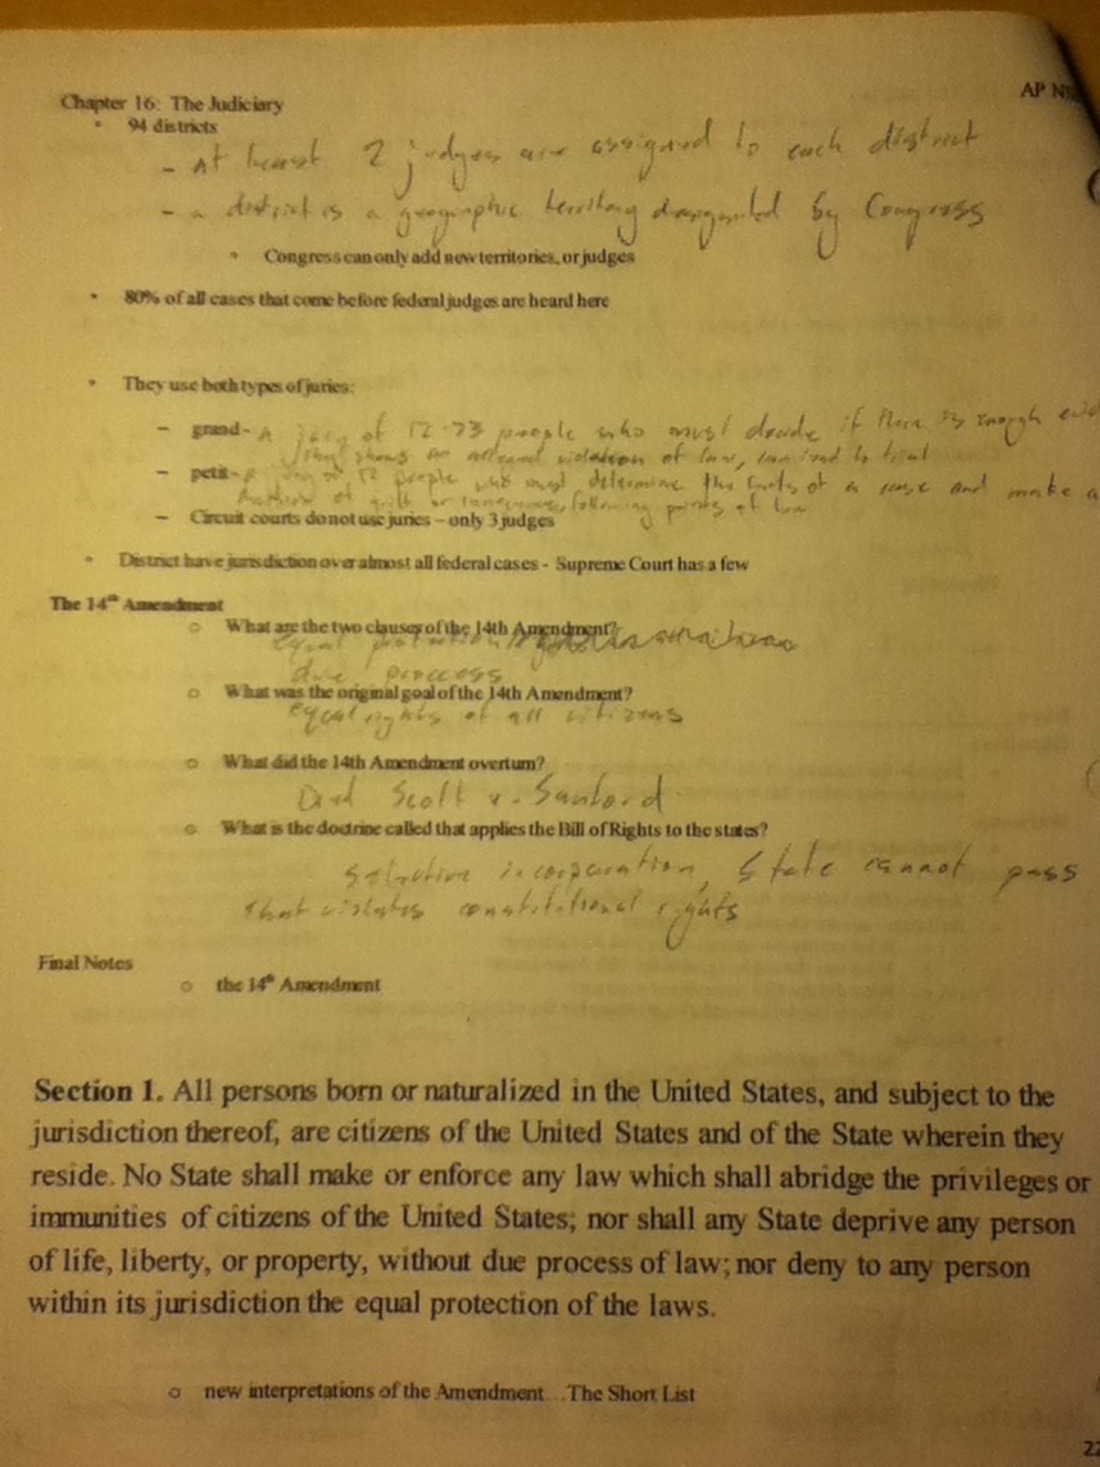 AP N
Chapter 16: The Judiciary
• 94 districts
- At least 2 judges are assigned to each district
- a district is a geographic territory designated by Congress
• Congress can only add new territories, or judges
• 80% of all cases that come before federal judges are heard here
• They use both types of juries:
– grand- A jury of 12-23 people who must decide if there is enough
shows an alleged violation of law, to trial
– petit- A jury of 12 people who must determine the facts of a case and make a
of guilt or innocence, following points of law
– Circuit courts do not use juries – only 3 judges
• District have jurisdiction over almost all federal cases - Supreme Court has a few
The 14th Amendment
o What are the two clauses of the 14th Amendment?
equal protection
due process
o What was the original goal of the 14th Amendment?
equal rights of all citizens
o What did the 14th Amendment overturn?
Dred Scott v. Sanford
o What is the doctrine called that applies the Bill of Rights to the states?
selective incorporation, State cannot pass
that violates constitutional rights
Final Notes
o the 14th Amendment
Section 1. All persons born or naturalized in the United States, and subject to the
jurisdiction thereof, are citizens of the United States and of the State wherein they
reside. No State shall make or enforce any law which shall abridge the privileges or
immunities of citizens of the United States; nor shall any State deprive any person
of life, liberty, or property, without due process of law; nor deny to any person
within its jurisdiction the equal protection of the laws.
o new interpretations of the Amendment...The Short List
22